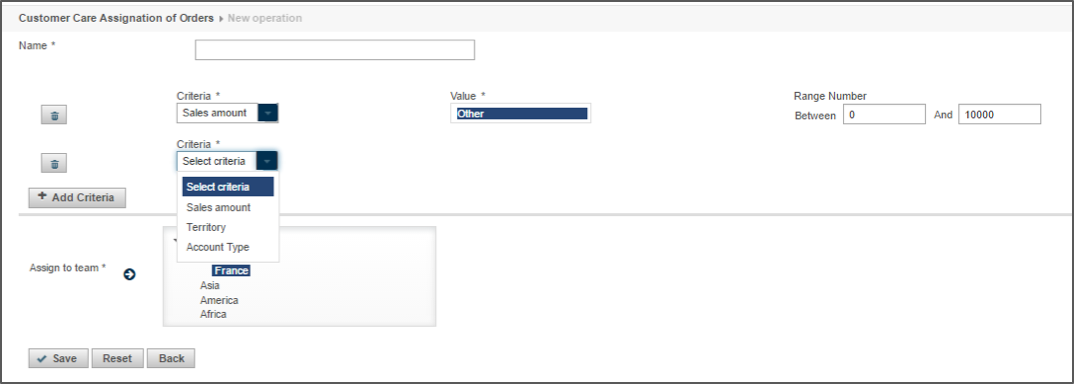 Customer Care Assignation of Orders New operation
Name *
Criteria * Value * Range Number
Sales amount Other Between 0 And 10000
Criteria *
Select criteria
Select criteria
+ Add Criteria
Sales amount
Territory
Account Type
Assign to team *
France
Asia
America
Africa
Save Reset Back